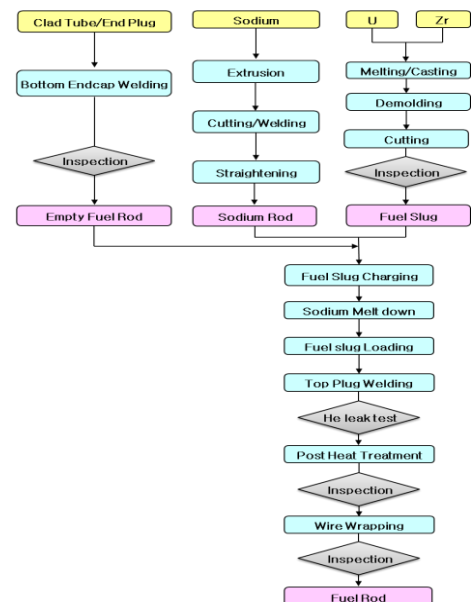 Clad Tube/End Plug
Bottom Endcap Welding
Inspection
Empty Fuel Rod
Sodium
Extrusion
Cutting/Welding
Straightening
Sodium Rod
U
Zr
Melting/Casting
Demolding
Cutting
Inspection
Fuel Slug
Fuel Slug Charging
Sodium Melt down
Fuel slug Loading
Top Plug Welding
He leak test
Post Heat Treatment
Inspection
Wire Wrapping
Inspection
Fuel Rod